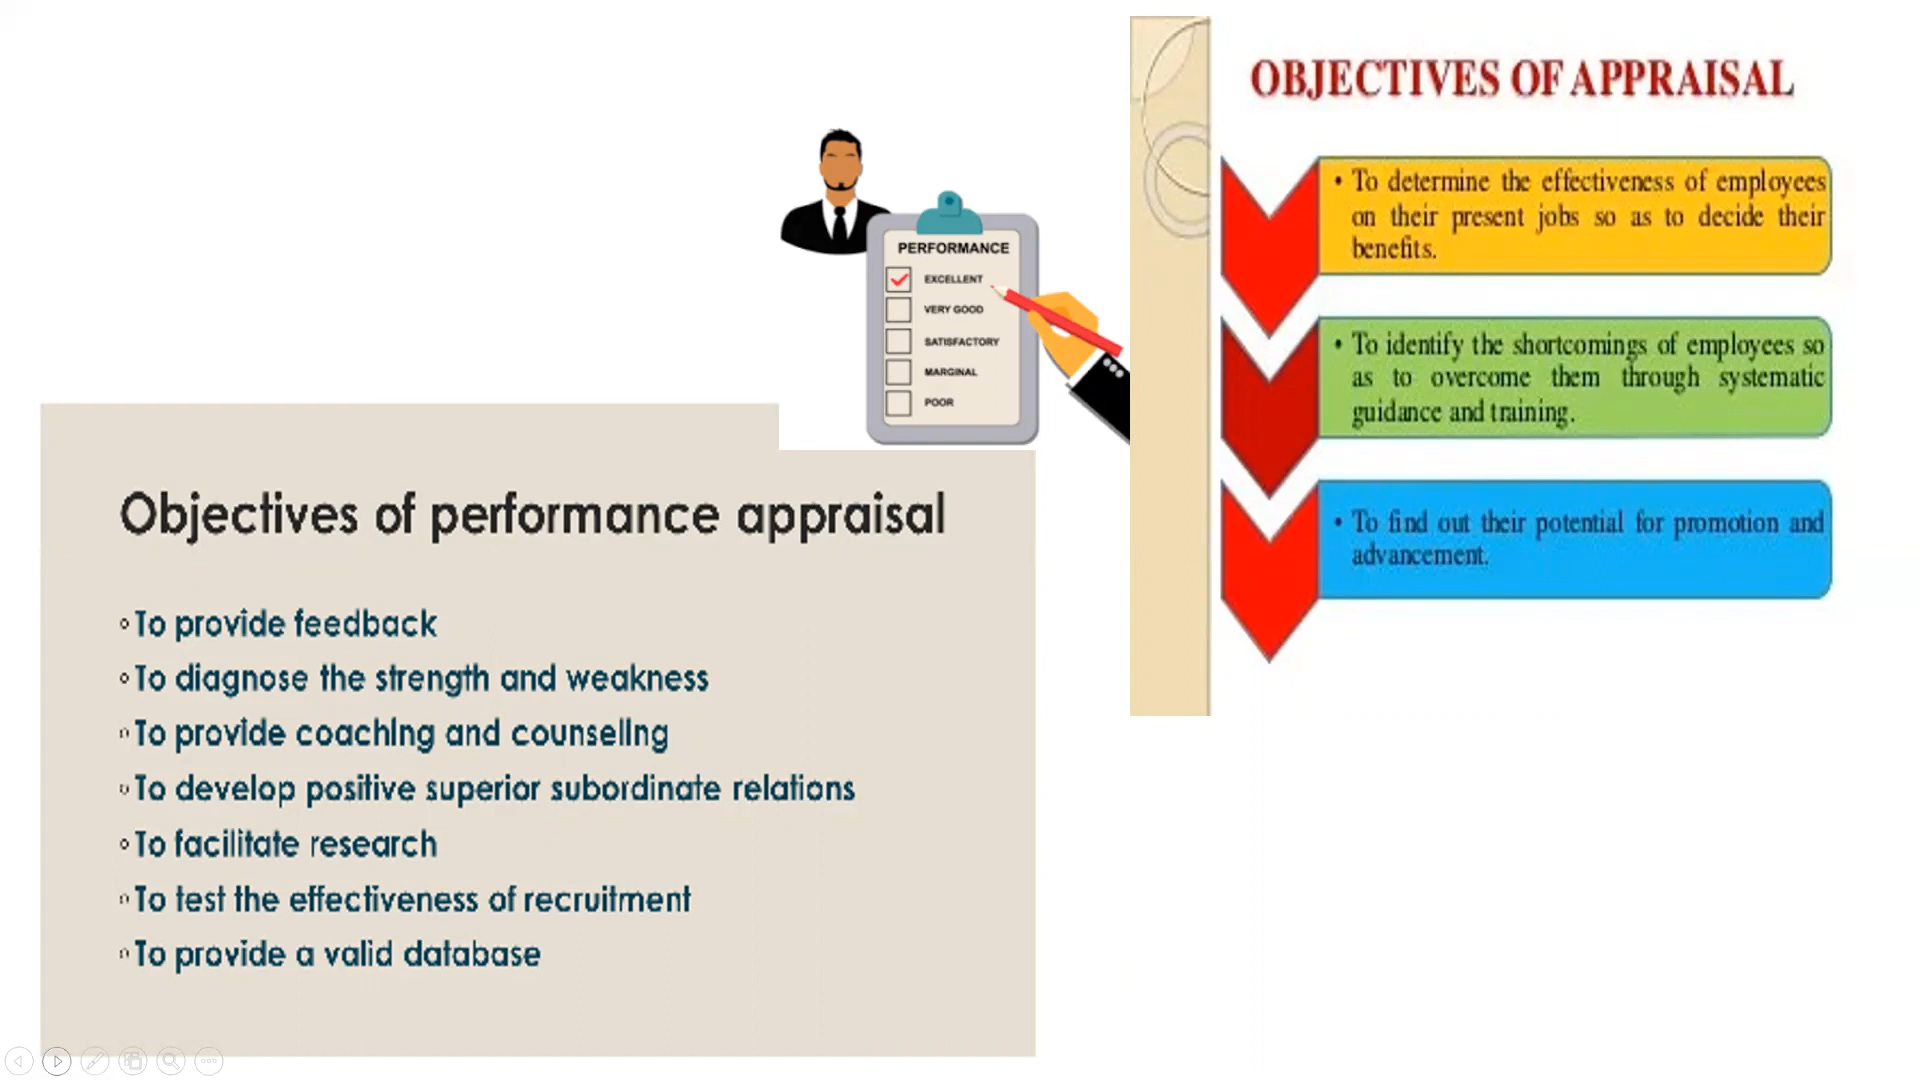 PERFORMANCE
EXCELLENT
VERY GOOD
SATISFACTORY
MARGINAL
POOR
Objectives of performance appraisal
◦To provide feedback
◦To diagnose the strength and weakness
◦To provide coaching and counseling
◦To develop positive superior subordinate relations
◦To facilitate research
◦To test the effectiveness of recruitment
◦To provide a valid database
OBJECTIVES OF APPRAISAL
• To determine the effectiveness of employees
on their present jobs so as to decide their
benefits.
• To identify the shortcomings of employees so
as to overcome them through systematic
guidance and training.
• To find out their potential for promotion and
advancement.